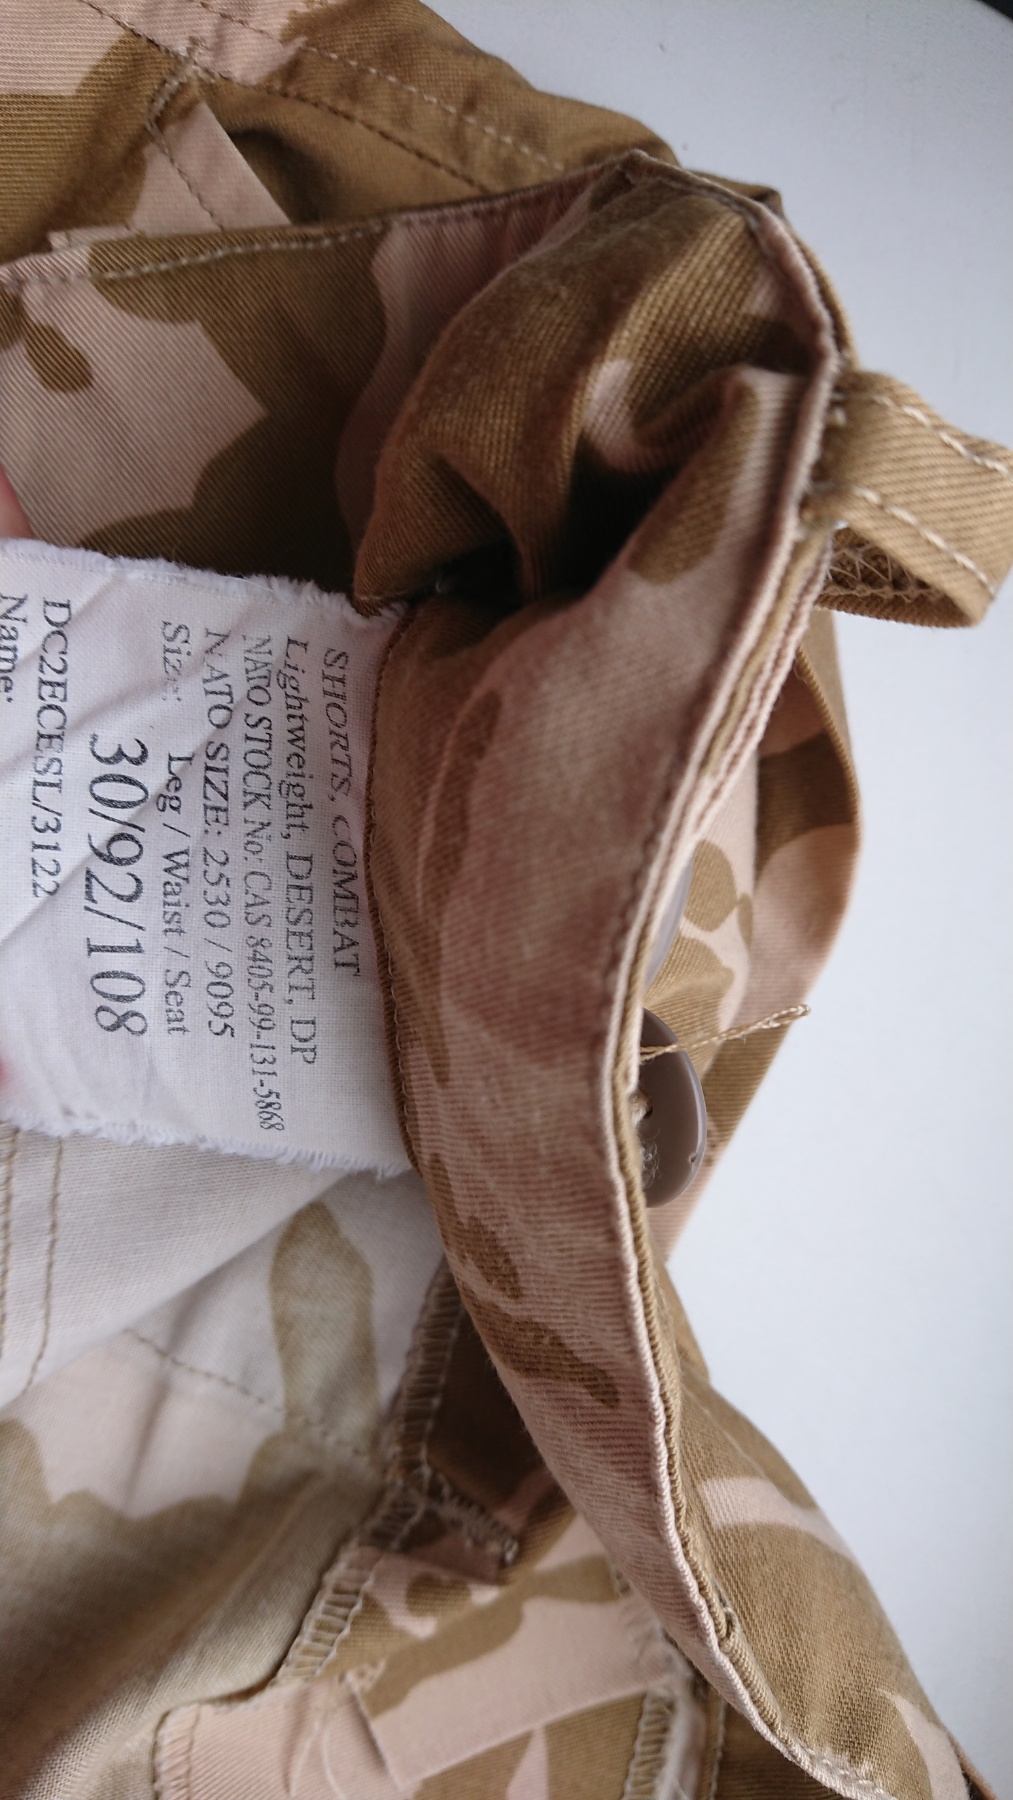 SHORTS, COMBAT
Lightweight, DESERT, DP
NATO STOCK No: CAS 8405-99-131-5868
NATO SIZE: 2530 / 9095
Size: Leg / Waist / Seat
30/92/108
DC2ECESL/3122
Name: